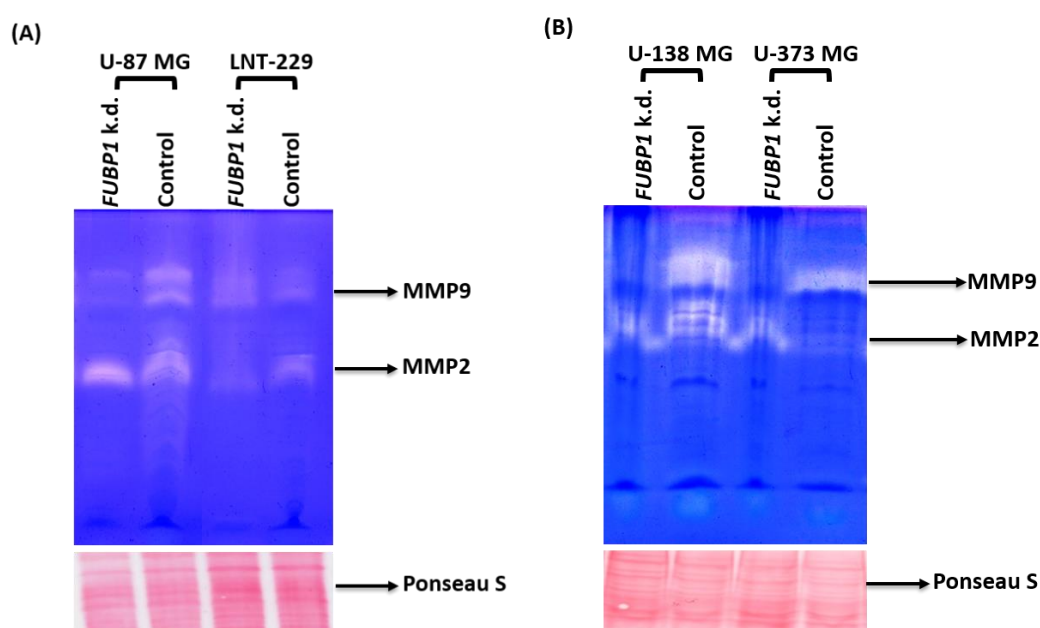 (A)
U-87 MG LNT-229
FUBP1 k.d.
Control
FUBP1 k.d.
Control
MMP9
MMP2
Ponseau S
(B)
U-138 MG U-373 MG
FUBP1 k.d.
Control
FUBP1 k.d.
Control
MMP9
MMP2
Ponseau S